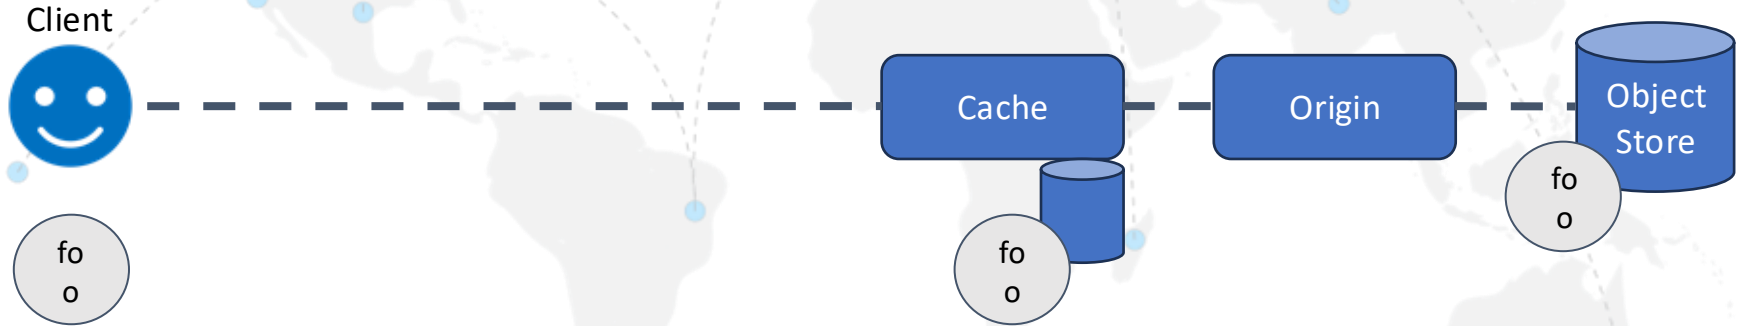 Client
Cache
Origin
Object
Store
fo
o
fo
o
fo
o